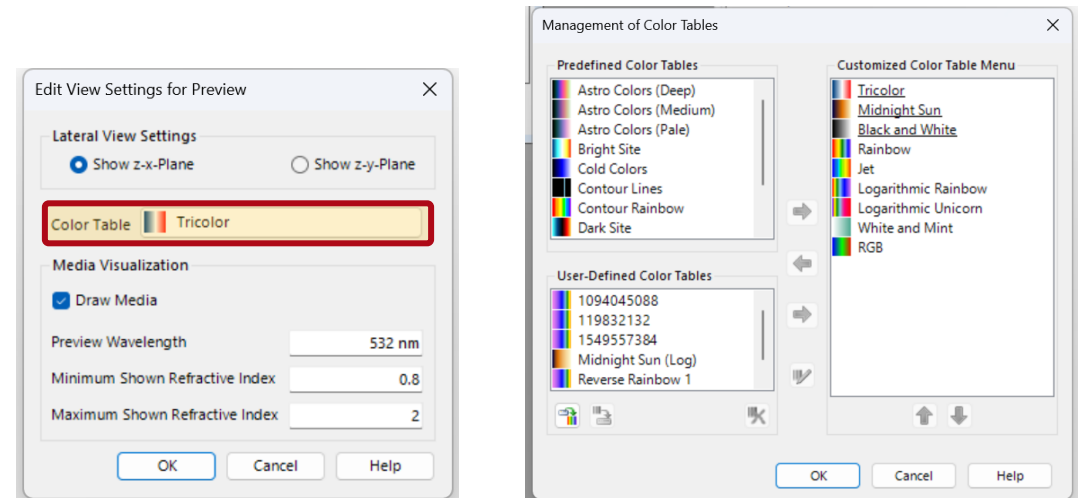 Edit View Settings for Preview
Lateral View Settings
Show z-x-Plane
Show z-y-Plane
Color Table
Tricolor
Media Visualization
Draw Media
Preview Wavelength
532 nm
Minimum Shown Refractive Index
0.8
Maximum Shown Refractive Index
2
OK
Cancel
Help
Management of Color Tables
Predefined Color Tables
Astro Colors (Deep)
Astro Colors (Medium)
Astro Colors (Pale)
Bright Site
Cold Colors
Contour Lines
Contour Rainbow
Dark Site
User-Defined Color Tables
1094045088
119832132
1549557384
Midnight Sun (Log)
Reverse Rainbow 1
Customized Color Table Menu
Tricolor
Midnight Sun
Black and White
Rainbow
Jet
Logarithmic Rainbow
Logarithmic Unicorn
White and Mint
RGB
OK
Cancel
Help